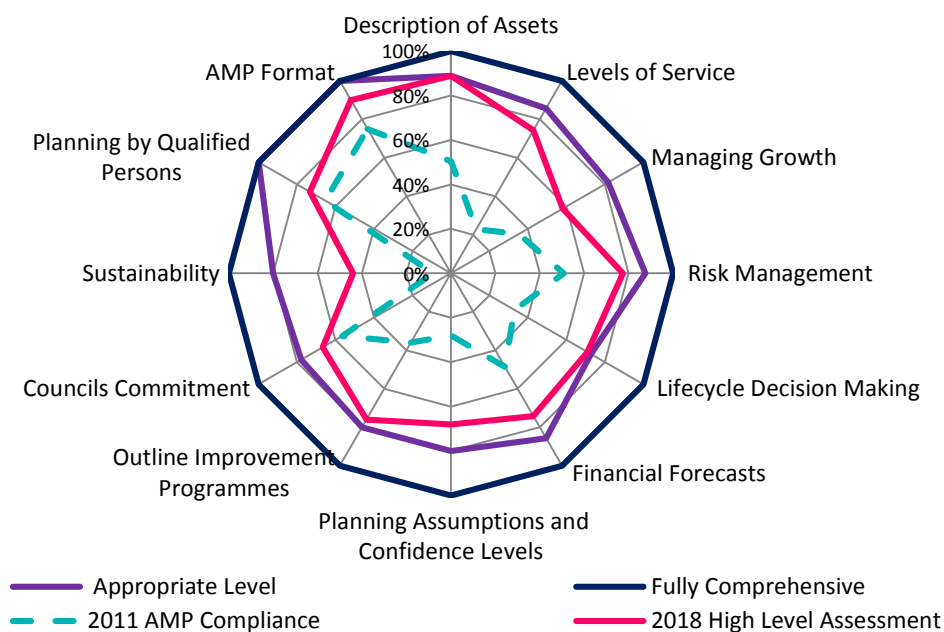 Description of Assets
100%
AMP Format
Levels of Service
80%
Planning by Qualified
Persons
60%
Managing Growth
40%
20%
Sustainability
0%
Risk Management
Councils Commitment
Lifecycle Decision Making
Outline Improvement
Programmes
Financial Forecasts
Planning Assumptions and
Confidence Levels
Appropriate Level
Fully Comprehensive
2011 AMP Compliance
2018 High Level Assessment